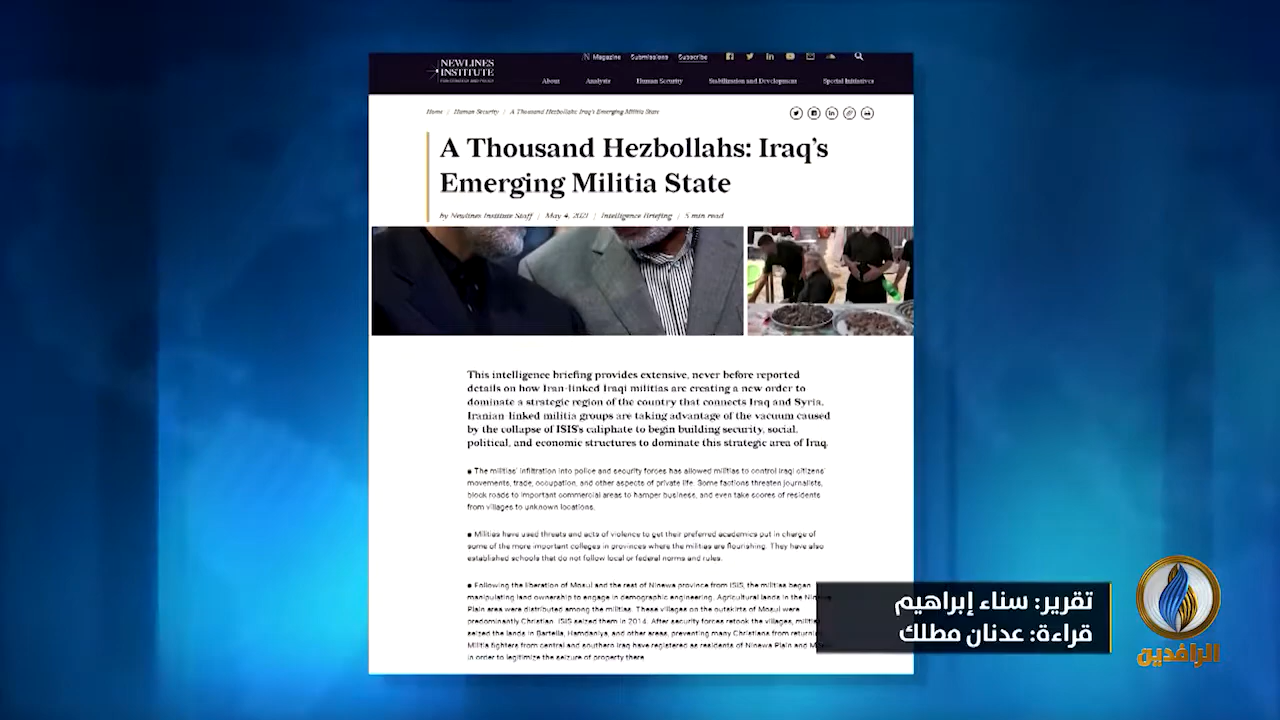 NEWLINES
INSTITUTE
FOR STRATEGY AND POLICY
N Magazine Submissions Subscribe
About Analysis Human Security Stabilization and Development Special Initiatives
Home / Human Security / A Thousand Hezbollahs: Iraq's Emerging Militia State
A Thousand Hezbollahs: Iraq's
Emerging Militia State
by Newlines Institute Staff | May 4, 2021 | Intelligence Briefing | 5 min read
This intelligence briefing provides extensive, never before reported
details on how Iran-linked Iraqi militias are creating a new order to
dominate a strategic region of the country that connects Iraq and Syria.
Iranian-linked militia groups are taking advantage of the vacuum caused
by the collapse of ISIS's caliphate to begin building security, social,
political, and economic structures to dominate this strategic area of Iraq.
● The militias' infiltration into police and security forces has allowed militias to control Iraqi citizens'
movements, trade, occupation, and other aspects of private life. Some factions threaten journalists,
block roads to important commercial areas to hamper business, and even take scores of residents
from villages to unknown locations.
● Militias have used threats and acts of violence to get their preferred academics put in charge of
some of the more important colleges in provinces where the militias are flourishing. They have also
established schools that do not follow local or federal norms and rules.
● Following the liberation of Mosul and the rest of Ninewa province from ISIS, the militias began
manipulating land ownership to engage in demographic engineering. Agricultural lands in the Ninewa
Plain area were distributed among the militias. These villages on the outskirts of Mosul were
predominantly Christian. ISIS seized them in 2014. After security forces retook the villages,
seized the lands in Bartella, Hamdaniya, and other areas, preventing many Christians from
Militia fighters from central and southern Iraq have registered as residents of Ninewa Plain and
in order to legitimize the seizure of property there
تقرير: سناء إبراهيم
قراءة: عدنان مطلك
الرافدين